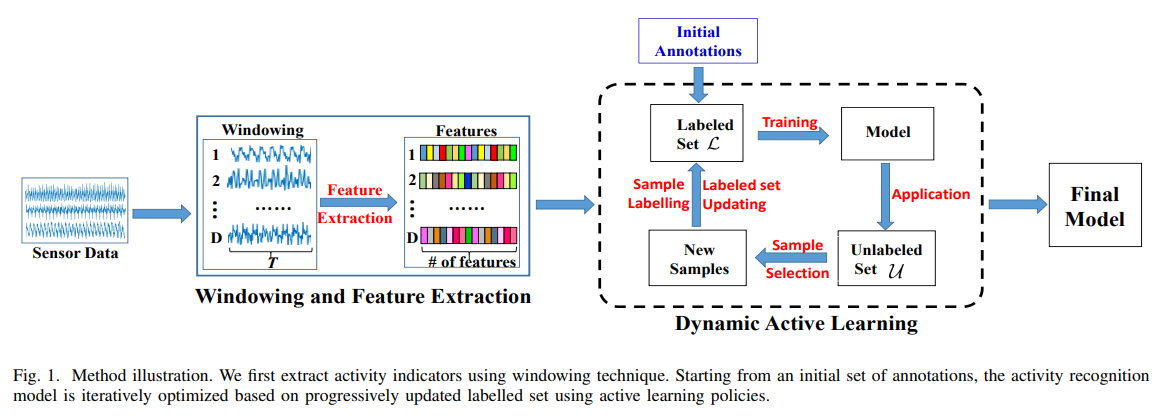 Sensor Data
Windowing
1
2
⋮
......
D
T
Feature
Extraction
Features
1
2
⋮
......
D
# of features
Windowing and Feature Extraction
Initial
Annotations
Labeled
Set ℒ
Training
Model
Application
Unlabeled
Set 𝒰
Sample
Selection
New
Samples
Sample
Labelling
Labeled set
Updating
Dynamic Active Learning
Final
Model
Fig. 1. Method illustration. We first extract activity indicators using windowing technique. Starting from an initial set of annotations, the activity recognition
model is iteratively optimized based on progressively updated labelled set using active learning policies.